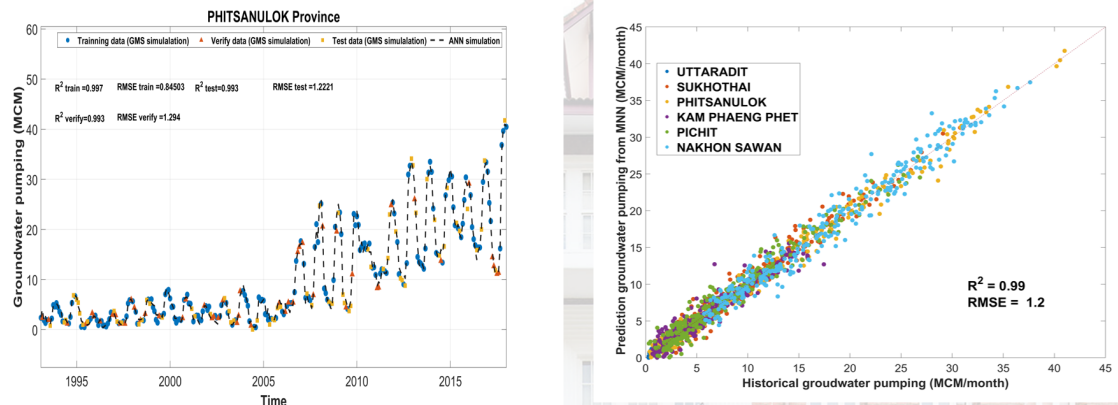 PHITSANULOK Province
Trainning data (GMS simulalation) Verify data (GMS simulalation) Test data (GMS simulalation) ANN simulation
R2 train=0.997 RMSE train =0.84503 R2 test=0.993 RMSE test =1.2221
R2 verify=0.993 RMSE verify =1.294
Groundwater pumping (MCM)
60
50
40
30
20
10
0
1995 2000 2005 2010 2015
Time
Prediction groundwater pumping from MNN (MCM/month)
45
40
35
30
25
20
15
10
5
0
UTTARADIT
SUKHOTHAI
PHITSANULOK
KAM PHAENG PHET
PICHIT
NAKHON SAWAN
R2 = 0.99
RMSE = 1.2
0 5 10 15 20 25 30 35 40 45
Historical groudwater pumping (MCM/month)